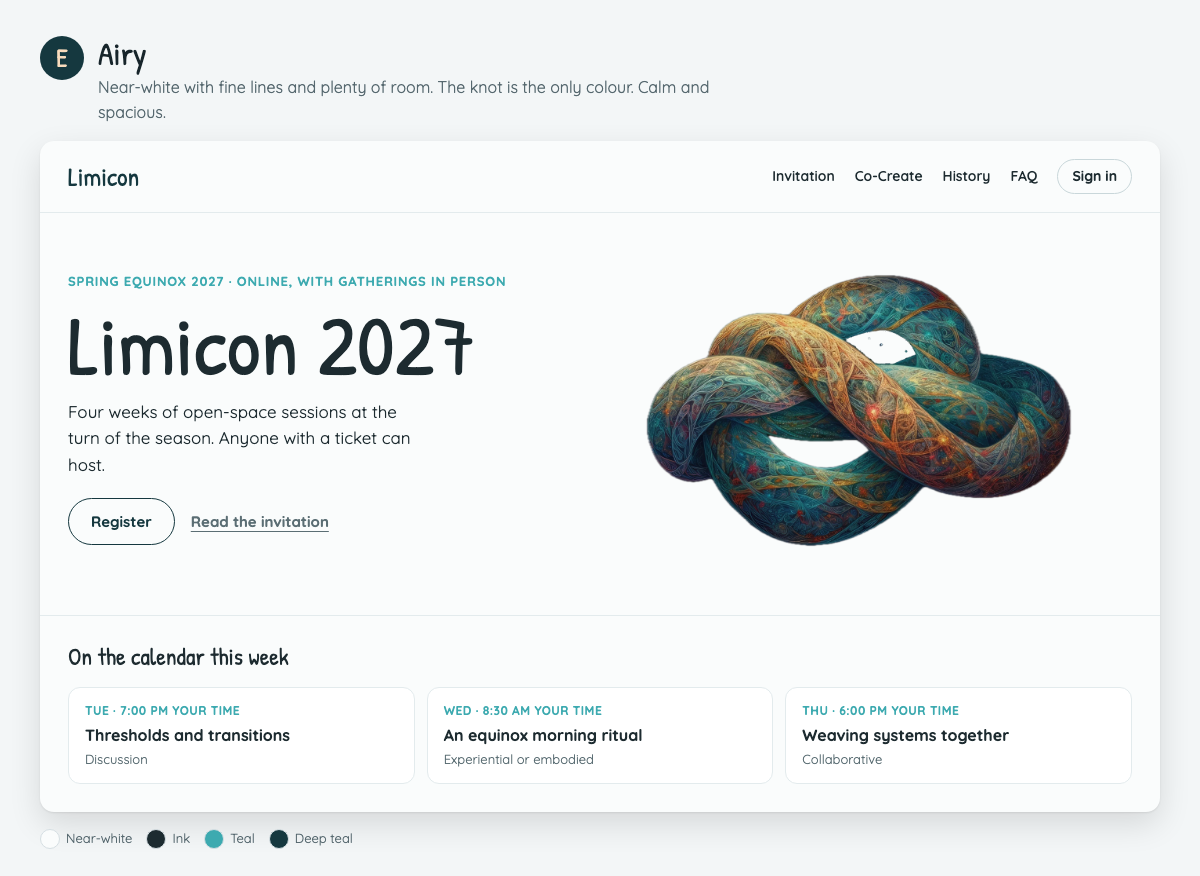 E
Airy
Near-white with fine lines and plenty of room. The knot is the only colour. Calm and
spacious.
Limicon
Invitation Co-Create History FAQ Sign in
SPRING EQUINOX 2027 · ONLINE, WITH GATHERINGS IN PERSON
Limicon 2027
Four weeks of open-space sessions at the
turn of the season. Anyone with a ticket can
host.
Register Read the invitation
On the calendar this week
TUE · 7:00 PM YOUR TIME
Thresholds and transitions
Discussion
WED · 8:30 AM YOUR TIME
An equinox morning ritual
Experiential or embodied
THU · 6:00 PM YOUR TIME
Weaving systems together
Collaborative
Near-white Ink Teal Deep teal